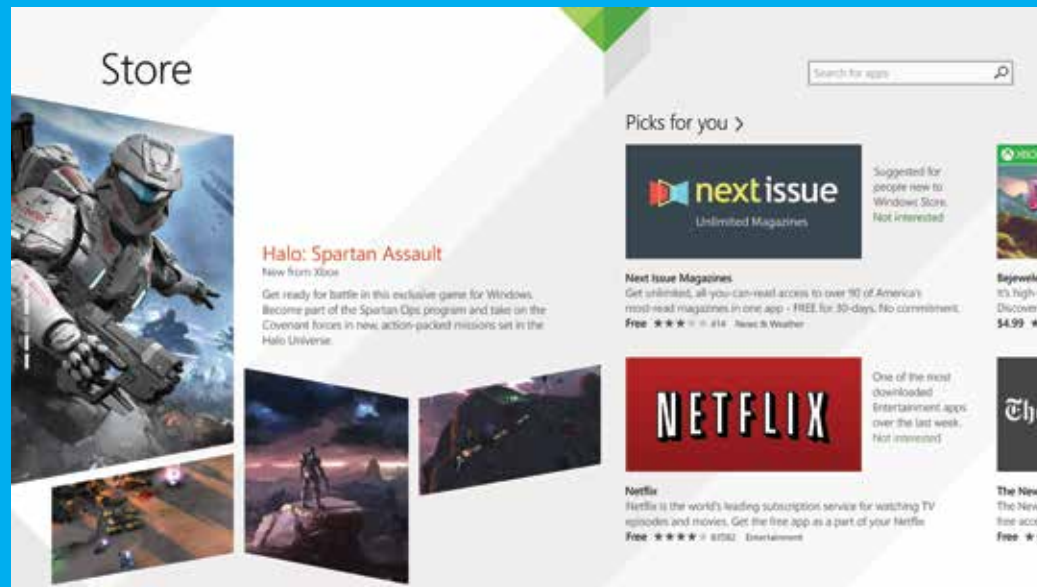 Store
Search for apps
Picks for you >
nextissue
Unlimited Magazines
Suggested for
people new to
Windows Store.
Not interested
Next Issue Magazines
Get unlimited, all-you-can-read access to over 90 of America's
most-read magazines in one app - FREE for 30-days. No commitment.
Free 414 News & Weather
Halo: Spartan Assault
New from Xbox
Get ready for battle in this exclusive game for Windows.
Become part of the Spartan Ops program and take on the
Covenant forces in new, action-packed missions set in the
Halo Universe.
NETFLIX
One of the most
downloaded
Entertainment apps
over the last week.
Not interested
Netflix
Netflix is the world's leading subscription service for watching TV
episodes and movies. Get the free app as a part of your Netflix
Free Entertainment
XBO
Bejewele
It's high-
Discover
$4.99
Th
The New
The New
free acce
Free